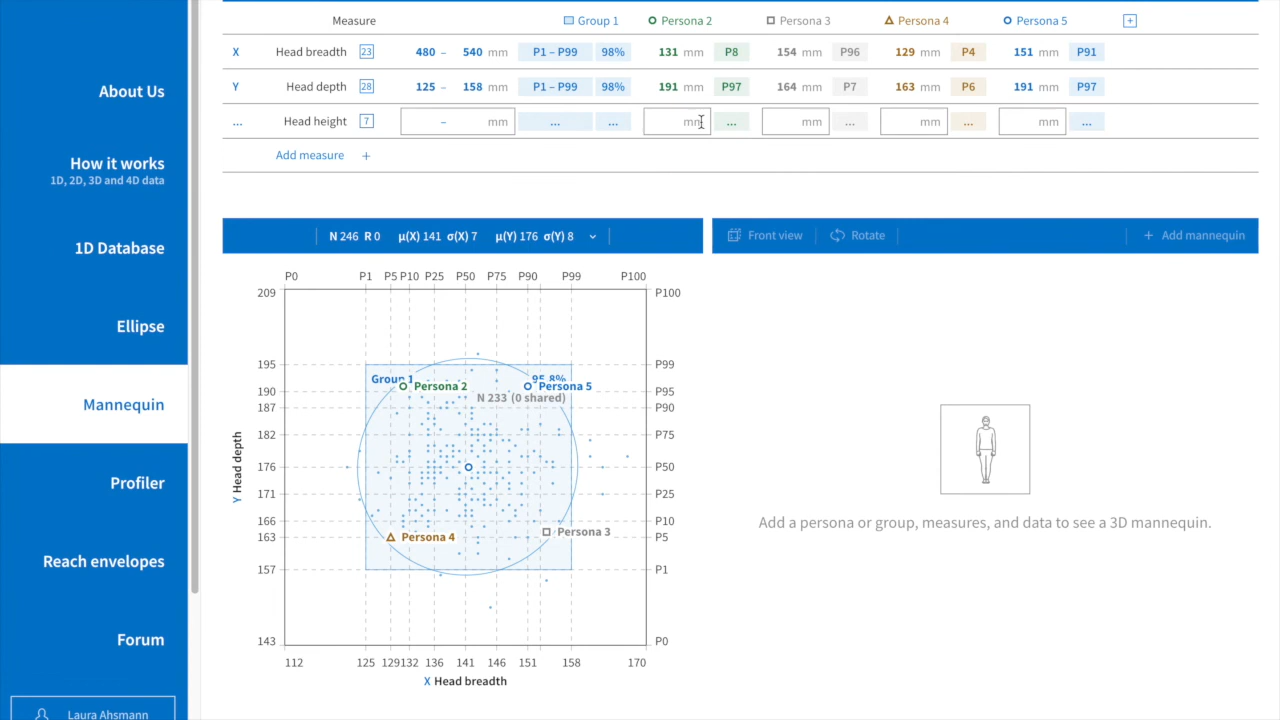 Measure Group 1 Persona 2 Persona 3 Persona 4 Persona 5 +
X Head breadth 23 480 – 540 mm P1 – P99 98% 131 mm P8 154 mm P96 129 mm P4 151 mm P91
Y Head depth 28 125 – 158 mm P1 – P99 98% 191 mm P97 164 mm P7 163 mm P6 191 mm P97
... Head height 7 – mm ... ... mm ... mm ... mm ... mm ...
Add measure +
About Us
How it works
1D, 2D, 3D and 4D data
1D Database
Ellipse
Mannequin
Profiler
Reach envelopes
Forum
Laura Ahsmann
N 246 R 0 μ(X) 141 σ(X) 7 μ(Y) 176 σ(Y) 8
Front view Rotate + Add mannequin
P0 P1 P5 P10 P25 P50 P75 P90 P99 P100
209 P100
195 P99
Group 1 95.8%
Persona 2 Persona 5
190 P95
N 233 (0 shared)
187 P90
182 P75
176 P50
171 P25
166 P10
Persona 3
163 Persona 4 P5
157 P1
143 P0
112 125 129 132 136 141 146 151 158 170
X Head breadth
Y Head depth
Add a persona or group, measures, and data to see a 3D mannequin.